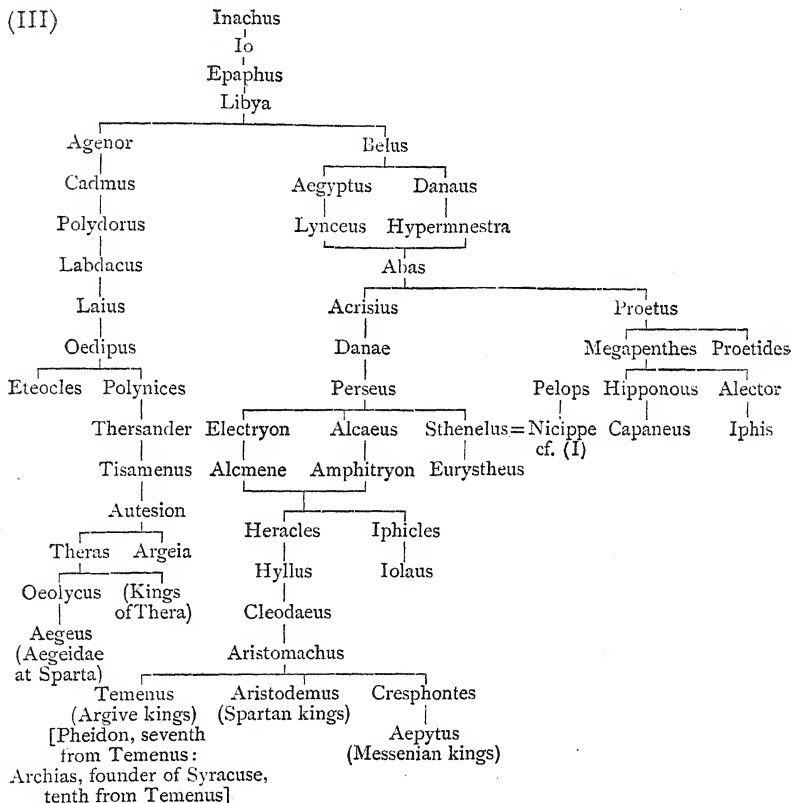 (III)
Inachus
Io
Epaphus
Libya
Agenor Belus
Cadmus Aegyptus Danaus
Polydorus Lynceus Hypermnestra
Labdacus Abas
Laius Acrisius Proetus
Oedipus Danae Megapenthes Proetides
Eteocles Polynices Perseus Pelops Hipponous Alector
Thersander Electryon Alcaeus Sthenelus = Nicippe Capaneus Iphis
cf. (I)
Tisamenus Alcmene Amphitryon Eurystheus
Autesion
Heracles Iphicles
Theras Argeia
Hyllus Iolaus
Oeolycus (Kings
of Thera)
Cleodaeus
Aegeus
(Aegeidae
at Sparta)
Aristomachus
Temenus Aristodemus Cresphontes
(Argive kings) (Spartan kings)
[Pheidon, seventh Aepytus
from Temenus: (Messenian kings)
Archias, founder of Syracuse,
tenth from Temenus]